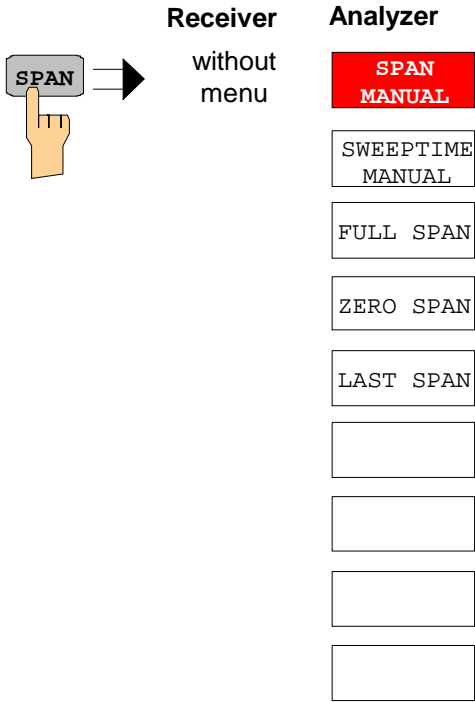 Receiver Analyzer
SPAN
without
menu
SPAN
MANUAL
SWEEPTIME
MANUAL
FULL SPAN
ZERO SPAN
LAST SPAN